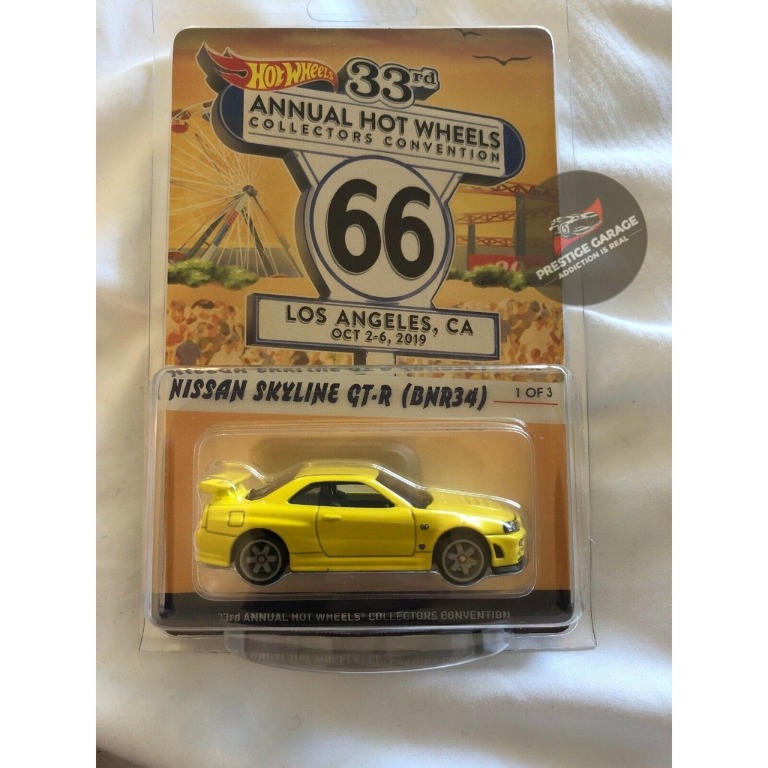 HOT WHEELS
33rd
ANNUAL HOT WHEELS
COLLECTORS CONVENTION
66
LOS ANGELES, CA
OCT 2-6, 2019
PRESTIGE GARAGE
ADDICTION IS REAL
NISSAN SKYLINE GT-R (BNR34)
1 OF 3
33rd ANNUAL HOT WHEELS® COLLECTORS CONVENTION